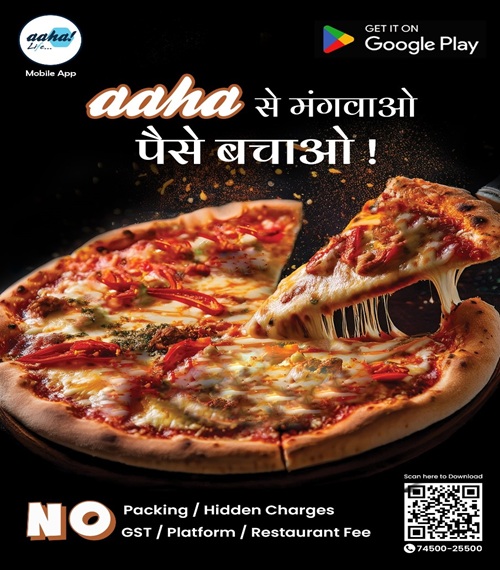 aaha!
Life...
Mobile App
GET IT ON
Google Play
aaha से मंगवाओ
पैसे बचाओ !
NO
Packing / Hidden Charges
GST / Platform / Restaurant Fee
Scan here to Download
74500-25500